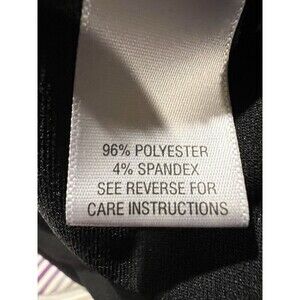 96% POLYESTER
4% SPANDEX
SEE REVERSE FOR
CARE INSTRUCTIONS